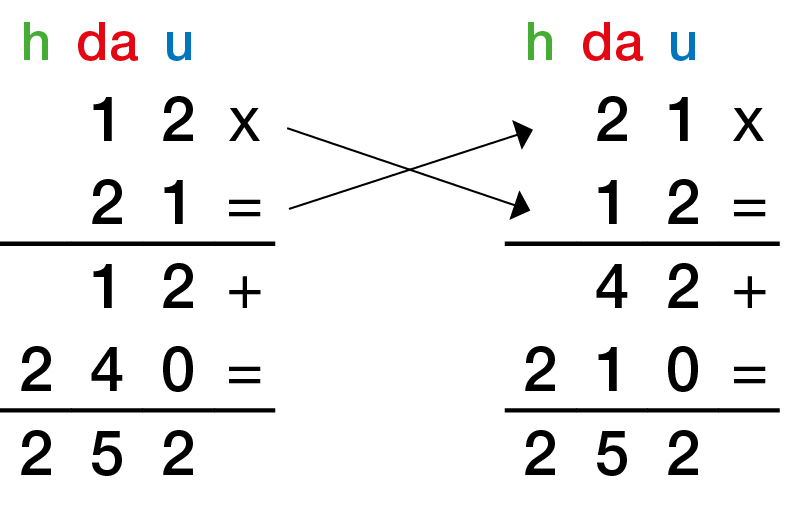 h da u
1 2 x
2 1 =
1 2 +
2 4 0 =
2 5 2
h da u
2 1 x
1 2 =
4 2 +
2 1 0 =
2 5 2